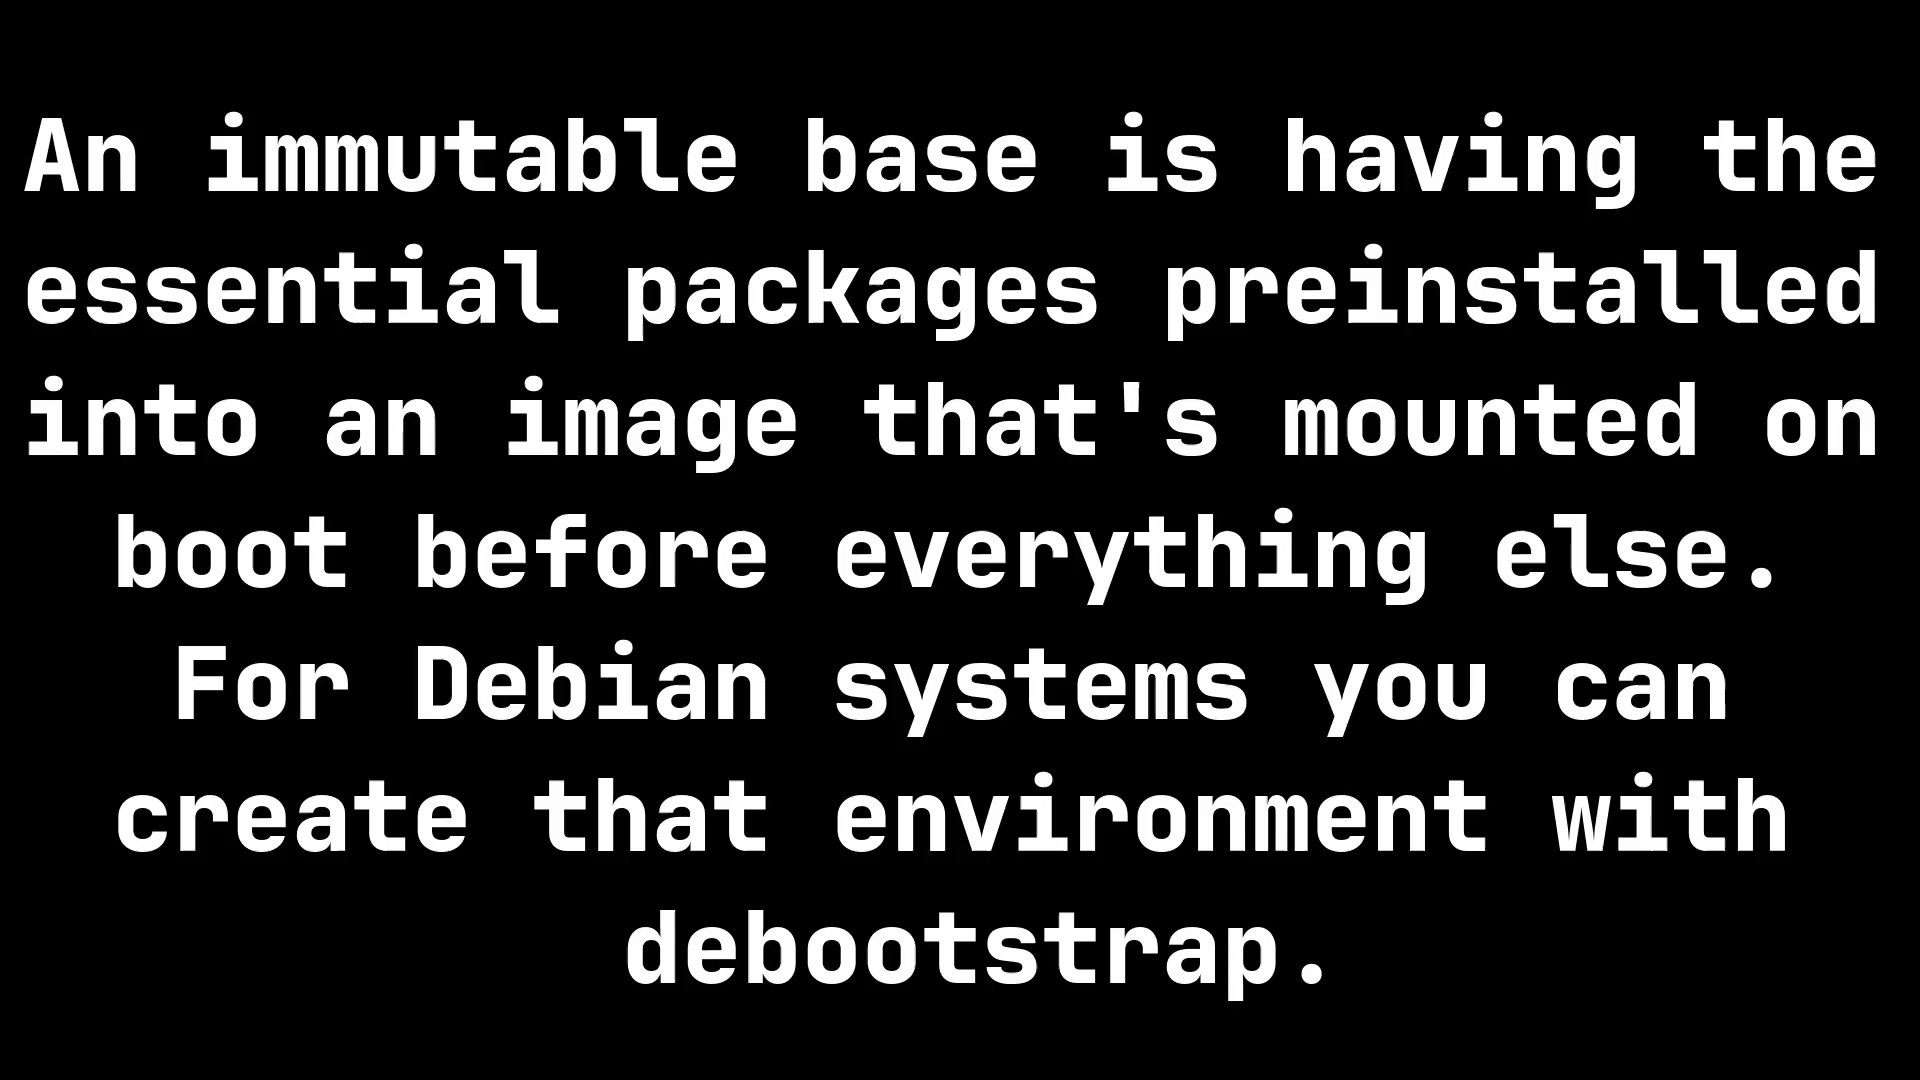 An immutable base is having the
essential packages preinstalled
into an image that's mounted on
boot before everything else.
For Debian systems you can
create that environment with
debootstrap.